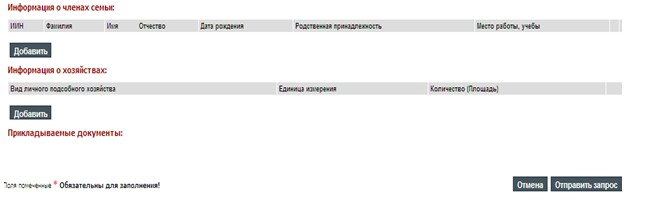 Информация о членах семьи:
ИИН Фамилия Имя Отчество Дата рождения Родственная принадлежность Место работы, учебы
Добавить
Информация о хозяйствах:
Вид личного подсобного хозяйства Единица измерения Количество (Площадь)
Добавить
Прикладываемые документы:
Поля помеченные * Обязательны для заполнения! Отмена Отправить запрос